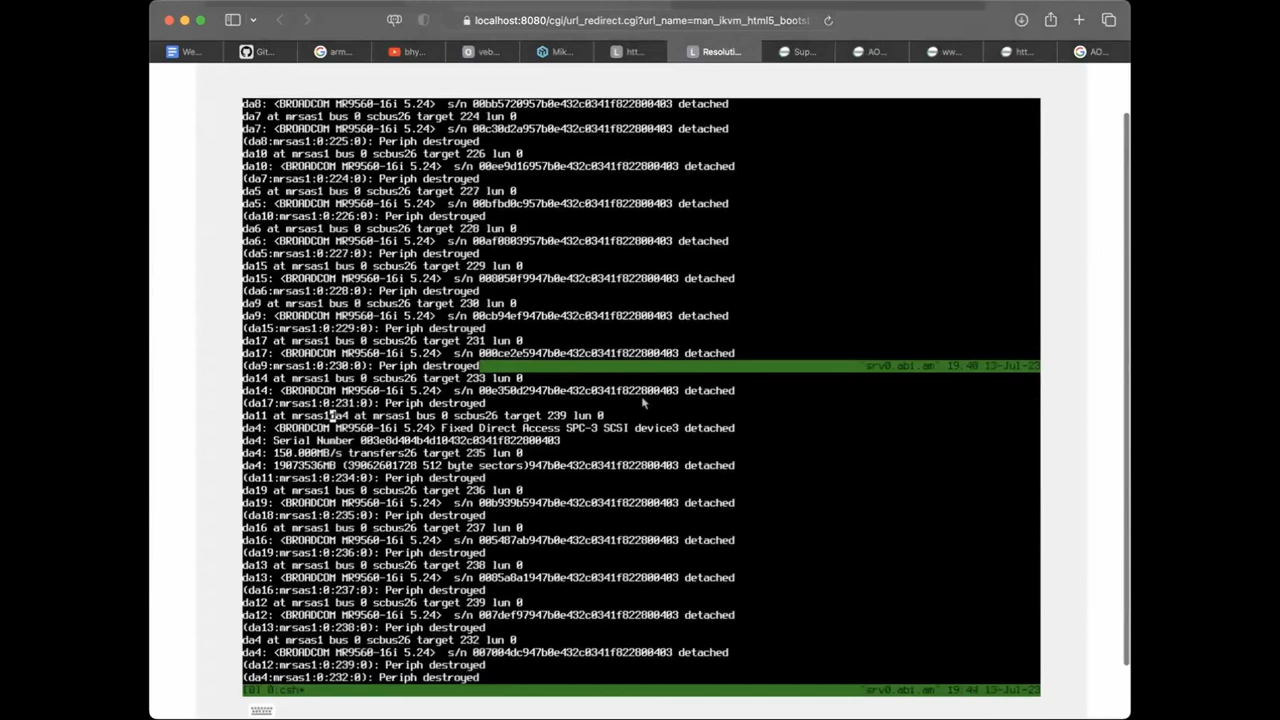 localhost:8080/cgi/url_redirect.cgi?url_name=man_ikvm_html5_bootst
We... Git... arm... bhy... veb... Mik... htt... Resoluti... Sup... AO... ww... htt... AO...
da8: <BROADCOM MR9560-16i 5.24>  s/n 00bb5720957b0e432c0341f822800403 detached
da7 at mrsas1 bus 0 scbus26 target 224 lun 0
da7: <BROADCOM MR9560-16i 5.24>  s/n 00c30d2a957b0e432c0341f822800403 detached
(da8:mrsas1:0:225:0): Periph destroyed
da10 at mrsas1 bus 0 scbus26 target 226 lun 0
da10: <BROADCOM MR9560-16i 5.24>  s/n 00ee9d16957b0e432c0341f822800403 detached
(da7:mrsas1:0:224:0): Periph destroyed
da5 at mrsas1 bus 0 scbus26 target 227 lun 0
da5: <BROADCOM MR9560-16i 5.24>  s/n 00bfbd0c957b0e432c0341f822800403 detached
(da10:mrsas1:0:226:0): Periph destroyed
da6 at mrsas1 bus 0 scbus26 target 228 lun 0
da6: <BROADCOM MR9560-16i 5.24>  s/n 00af0803957b0e432c0341f822800403 detached
(da5:mrsas1:0:227:0): Periph destroyed
da15 at mrsas1 bus 0 scbus26 target 229 lun 0
da15: <BROADCOM MR9560-16i 5.24>  s/n 008050f9947b0e432c0341f822800403 detached
(da6:mrsas1:0:228:0): Periph destroyed
da9 at mrsas1 bus 0 scbus26 target 230 lun 0
da9: <BROADCOM MR9560-16i 5.24>  s/n 00cb94ef947b0e432c0341f822800403 detached
(da15:mrsas1:0:229:0): Periph destroyed
da17 at mrsas1 bus 0 scbus26 target 231 lun 0
da17: <BROADCOM MR9560-16i 5.24>  s/n 000ce2e5947b0e432c0341f822800403 detached
(da9:mrsas1:0:230:0): Periph destroyed "srv0.abi.am" 19:40 13-Jul-23
da14 at mrsas1 bus 0 scbus26 target 233 lun 0
da14: <BROADCOM MR9560-16i 5.24>  s/n 00e350d2947b0e432c0341f822800403 detached
(da17:mrsas1:0:231:0): Periph destroyed
da11 at mrsas1da4 at mrsas1 bus 0 scbus26 target 239 lun 0
da4: <BROADCOM MR9560-16i 5.24> Fixed Direct Access SPC-3 SCSI device3 detached
da4: Serial Number 003e8d404b4d10432c0341f822800403
da4: 150.000MB/s transfers26 target 235 lun 0
da4: 19073536MB (39062601728 512 byte sectors)947b0e432c0341f822800403 detached
(da11:mrsas1:0:234:0): Periph destroyed
da19 at mrsas1 bus 0 scbus26 target 236 lun 0
da19: <BROADCOM MR9560-16i 5.24>  s/n 00b939b5947b0e432c0341f822800403 detached
(da18:mrsas1:0:235:0): Periph destroyed
da16 at mrsas1 bus 0 scbus26 target 237 lun 0
da16: <BROADCOM MR9560-16i 5.24>  s/n 005487ab947b0e432c0341f822800403 detached
(da19:mrsas1:0:236:0): Periph destroyed
da13 at mrsas1 bus 0 scbus26 target 238 lun 0
da13: <BROADCOM MR9560-16i 5.24>  s/n 0085a8a1947b0e432c0341f822800403 detached
(da16:mrsas1:0:237:0): Periph destroyed
da12 at mrsas1 bus 0 scbus26 target 239 lun 0
da12: <BROADCOM MR9560-16i 5.24>  s/n 007def97947b0e432c0341f822800403 detached
(da13:mrsas1:0:238:0): Periph destroyed
da4 at mrsas1 bus 0 scbus26 target 232 lun 0
da4: <BROADCOM MR9560-16i 5.24>  s/n 007004dc947b0e432c0341f822800403 detached
(da12:mrsas1:0:239:0): Periph destroyed
(da4:mrsas1:0:232:0): Periph destroyed
[0] 0:csh* "srv0.abi.am" 19:44 13-Jul-23